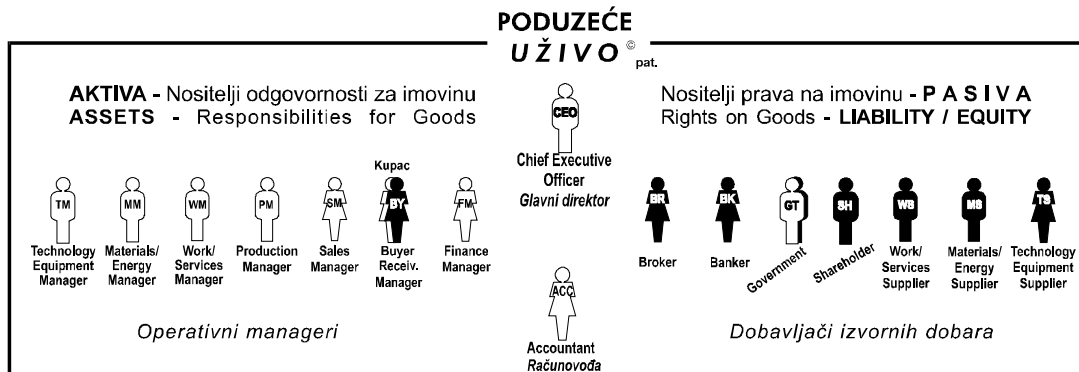 PODUZEĆE
UŽIVO © pat.
AKTIVA - Nositelji odgovornosti za imovinu
ASSETS - Responsibilities for Goods
CEO
Chief Executive
Officer
Glavni direktor
Nositelji prava na imovinu - PASIVA
Rights on Goods - LIABILITY / EQUITY
Kupac
TM
MM
WM
PM
SM
BY
FM
Technology
Equipment
Manager
Materials/
Energy
Manager
Work/
Services
Manager
Production
Manager
Sales
Manager
Buyer
Receiv.
Manager
Finance
Manager
BR
BK
GT
SH
WS
MS
TS
Broker
Banker
Government
Shareholder
Work/
Services
Supplier
Materials/
Energy
Supplier
Technology
Equipment
Supplier
ACC
Accountant
Računovođa
Operativni manageri
Dobavljači izvornih dobara